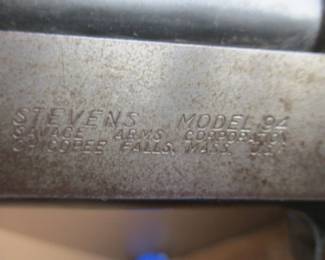 STEVENS MODEL 94
SAVAGE ARMS CORPORATION
CHICOPEE FALLS, MASS.